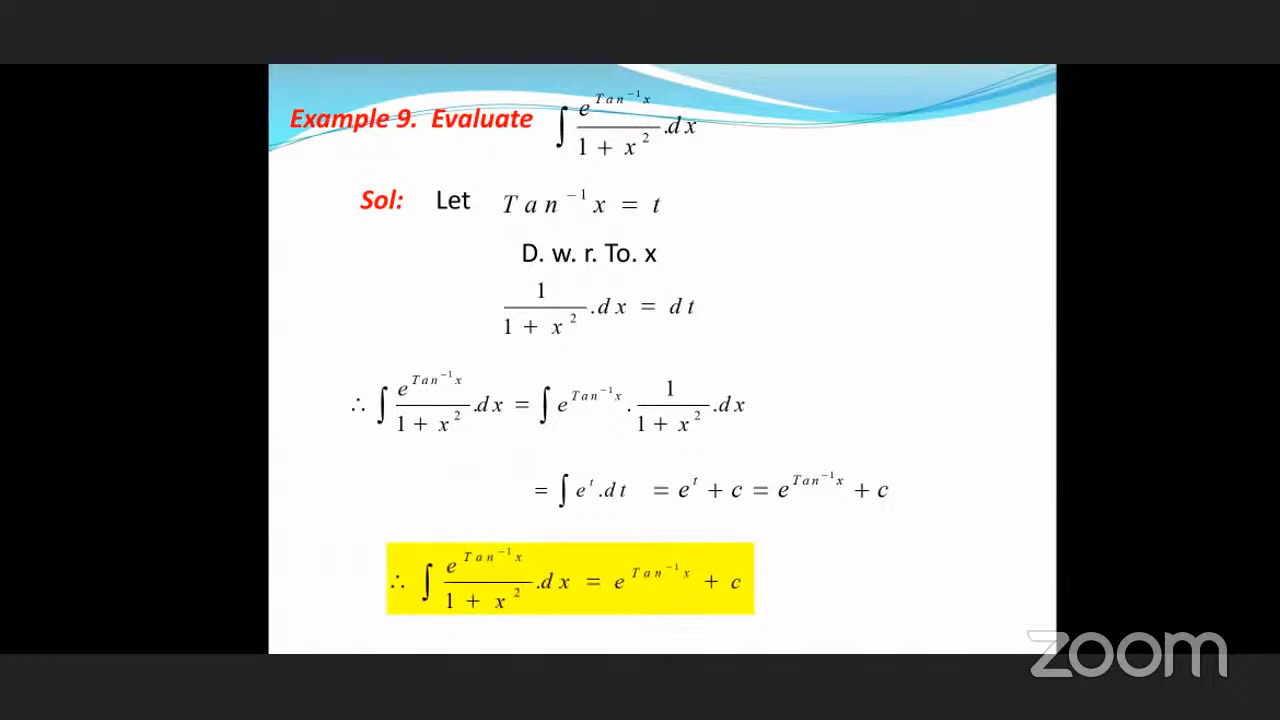 Example 9. Evaluate ∫ e^{Tan⁻¹x} / (1 + x²) .dx
Sol: Let Tan⁻¹x = t
D. w. r. To. x
1 / (1 + x²) .dx = dt
∴ ∫ e^{Tan⁻¹x} / (1 + x²) .dx = ∫ e^{Tan⁻¹x} . 1 / (1 + x²) .dx
= ∫ e^t .dt = e^t + c = e^{Tan⁻¹x} + c
∴ ∫ e^{Tan⁻¹x} / (1 + x²) .dx = e^{Tan⁻¹x} + c
zoom